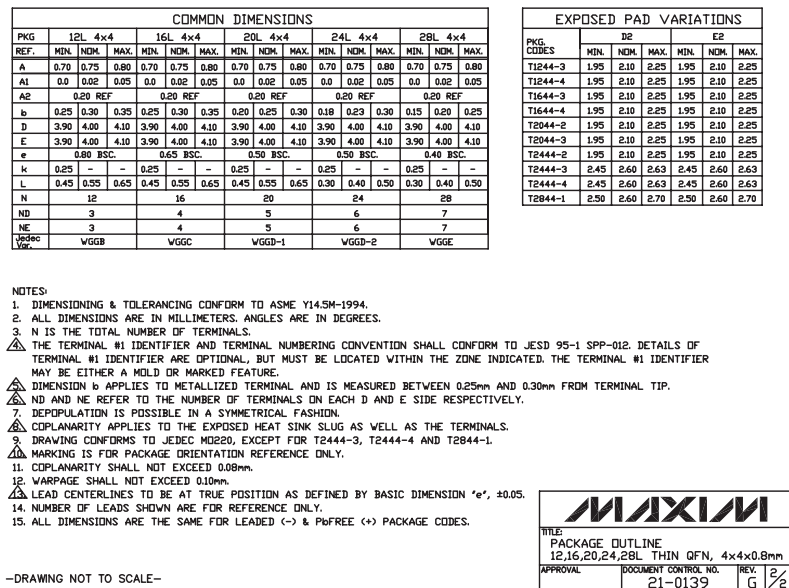 COMMON DIMENSIONS
PKG 12L 4x4 16L 4x4 20L 4x4 24L 4x4 28L 4x4
REF. MIN. NOM. MAX. MIN. NOM. MAX. MIN. NOM. MAX. MIN. NOM. MAX. MIN. NOM. MAX.
A 0.70 0.75 0.80 0.70 0.75 0.80 0.70 0.75 0.80 0.70 0.75 0.80 0.70 0.75 0.80
A1 0.0 0.02 0.05 0.0 0.02 0.05 0.0 0.02 0.05 0.0 0.02 0.05 0.0 0.02 0.05
A2 0.20 REF 0.20 REF 0.20 REF 0.20 REF 0.20 REF
b 0.25 0.30 0.35 0.25 0.30 0.35 0.20 0.25 0.30 0.18 0.23 0.30 0.15 0.20 0.25
D 3.90 4.00 4.10 3.90 4.00 4.10 3.90 4.00 4.10 3.90 4.00 4.10 3.90 4.00 4.10
E 3.90 4.00 4.10 3.90 4.00 4.10 3.90 4.00 4.10 3.90 4.00 4.10 3.90 4.00 4.10
e 0.80 BSC. 0.65 BSC. 0.50 BSC. 0.50 BSC. 0.40 BSC.
k 0.25 - - 0.25 - - 0.25 - - 0.25 - - 0.25 - -
L 0.45 0.55 0.65 0.45 0.55 0.65 0.45 0.55 0.65 0.30 0.40 0.50 0.30 0.40 0.50
N 12 16 20 24 28
ND 3 4 5 6 7
NE 3 4 5 6 7
Jedec Var. WGGB WGGC WGGD-1 WGGD-2 WGGE
EXPOSED PAD VARIATIONS
PKG. CODES D2 E2
MIN. NOM. MAX. MIN. NOM. MAX.
T1244-3 1.95 2.10 2.25 1.95 2.10 2.25
T1244-4 1.95 2.10 2.25 1.95 2.10 2.25
T1644-3 1.95 2.10 2.25 1.95 2.10 2.25
T1644-4 1.95 2.10 2.25 1.95 2.10 2.25
T2044-2 1.95 2.10 2.25 1.95 2.10 2.25
T2044-3 1.95 2.10 2.25 1.95 2.10 2.25
T2444-2 1.95 2.10 2.25 1.95 2.10 2.25
T2444-3 2.45 2.60 2.63 2.45 2.60 2.63
T2444-4 2.45 2.60 2.63 2.45 2.60 2.63
T2844-1 2.50 2.60 2.70 2.50 2.60 2.70
NOTES:
1. DIMENSIONING & TOLERANCING CONFORM TO ASME Y14.5M-1994.
2. ALL DIMENSIONS ARE IN MILLIMETERS. ANGLES ARE IN DEGREES.
3. N IS THE TOTAL NUMBER OF TERMINALS.
4. THE TERMINAL #1 IDENTIFIER AND TERMINAL NUMBERING CONVENTION SHALL CONFORM TO JESD 95-1 SPP-012. DETAILS OF
TERMINAL #1 IDENTIFIER ARE OPTIONAL, BUT MUST BE LOCATED WITHIN THE ZONE INDICATED. THE TERMINAL #1 IDENTIFIER
MAY BE EITHER A MOLD OR MARKED FEATURE.
5. DIMENSION b APPLIES TO METALLIZED TERMINAL AND IS MEASURED BETWEEN 0.25mm AND 0.30mm FROM TERMINAL TIP.
6. ND AND NE REFER TO THE NUMBER OF TERMINALS ON EACH D AND E SIDE RESPECTIVELY.
7. DEPOPULATION IS POSSIBLE IN A SYMMETRICAL FASHION.
8. COPLANARITY APPLIES TO THE EXPOSED HEAT SINK SLUG AS WELL AS THE TERMINALS.
9. DRAWING CONFORMS TO JEDEC MO220, EXCEPT FOR T2444-3, T2444-4 AND T2844-1.
10. MARKING IS FOR PACKAGE ORIENTATION REFERENCE ONLY.
11. COPLANARITY SHALL NOT EXCEED 0.08mm.
12. WARPAGE SHALL NOT EXCEED 0.10mm.
13. LEAD CENTERLINES TO BE AT TRUE POSITION AS DEFINED BY BASIC DIMENSION "e", ±0.05.
14. NUMBER OF LEADS SHOWN ARE FOR REFERENCE ONLY.
15. ALL DIMENSIONS ARE THE SAME FOR LEADED (-) & PbFREE (+) PACKAGE CODES.
-DRAWING NOT TO SCALE-
MAXIM
TITLE:
PACKAGE OUTLINE
12,16,20,24,28L THIN QFN, 4x4x0.8mm
APPROVAL DOCUMENT CONTROL NO. REV.
21-0139 G 2/2